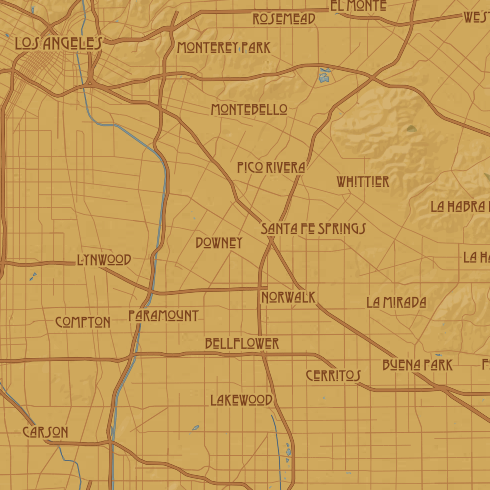 EL MONTE
ROSEMEAD
WEST
LOS ANGELES
MONTEREY PARK
MONTEBELLO
PICO RIVERA
WHITTIER
LA HABRA
SANTA FE SPRINGS
DOWNEY
LYNWOOD
LA HA
NORWALK
LA MIRADA
PARAMOUNT
COMPTON
BELLFLOWER
BUENA PARK
F
CERRITOS
LAKEWOOD
CARSON